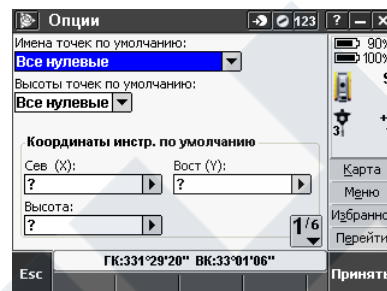 Опции 123 ? – X
Имена точек по умолчанию:
Все нулевые
Высоты точек по умолчанию:
Все нулевые
Координаты инстр. по умолчанию
Сев (X): Вост (Y):
? ?
Высота:
?
1/6
ГК:331°29'20" ВК:33°01'06"
Esc
90%
100%
3
Карта
Меню
Избранно
Перейти
Принять